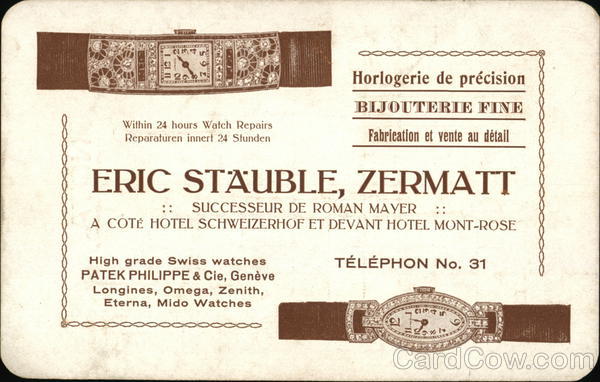 Horlogerie de précision
BIJOUTERIE FINE
Fabrication et vente au détail
Within 24 hours Watch Repairs
Reparaturen innert 24 Stunden
ERIC STÄUBLE, ZERMATT
:: SUCCESSEUR DE ROMAN MAYER ::
A CÔTÉ HOTEL SCHWEIZERHOF ET DEVANT HOTEL MONT-ROSE
High grade Swiss watches
PATEK PHILIPPE & Cie, Genève
Longines, Omega, Zenith,
Eterna, Mido Watches
TÉLÉPHON No. 31
CardCow.com